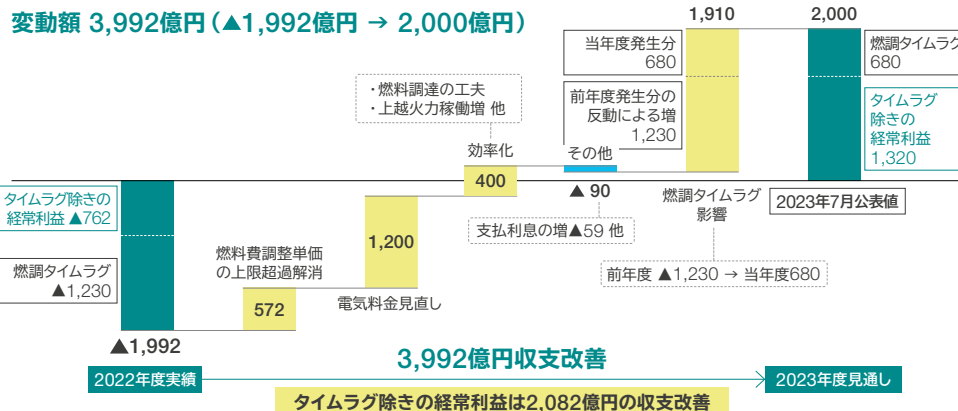 変動額 3,992億円（▲1,992億円 → 2,000億円）
1,910
2,000
当年度発生分
680
燃調タイムラグ
680
・燃料調達の工夫
・上越火力稼働増 他
前年度発生分の
反動による増
1,230
タイムラグ
除きの
経常利益
1,320
効率化
その他
400
▲ 90
燃調タイムラグ
影響
2023年7月公表値
タイムラグ除きの
経常利益 ▲762
支払利息の増▲59 他
1,200
燃料費調整単価
の上限超過解消
燃調タイムラグ
▲1,230
前年度 ▲1,230 → 当年度680
572
電気料金見直し
▲1,992
3,992億円収支改善
2022年度実績
2023年度見通し
タイムラグ除きの経常利益は2,082億円の収支改善